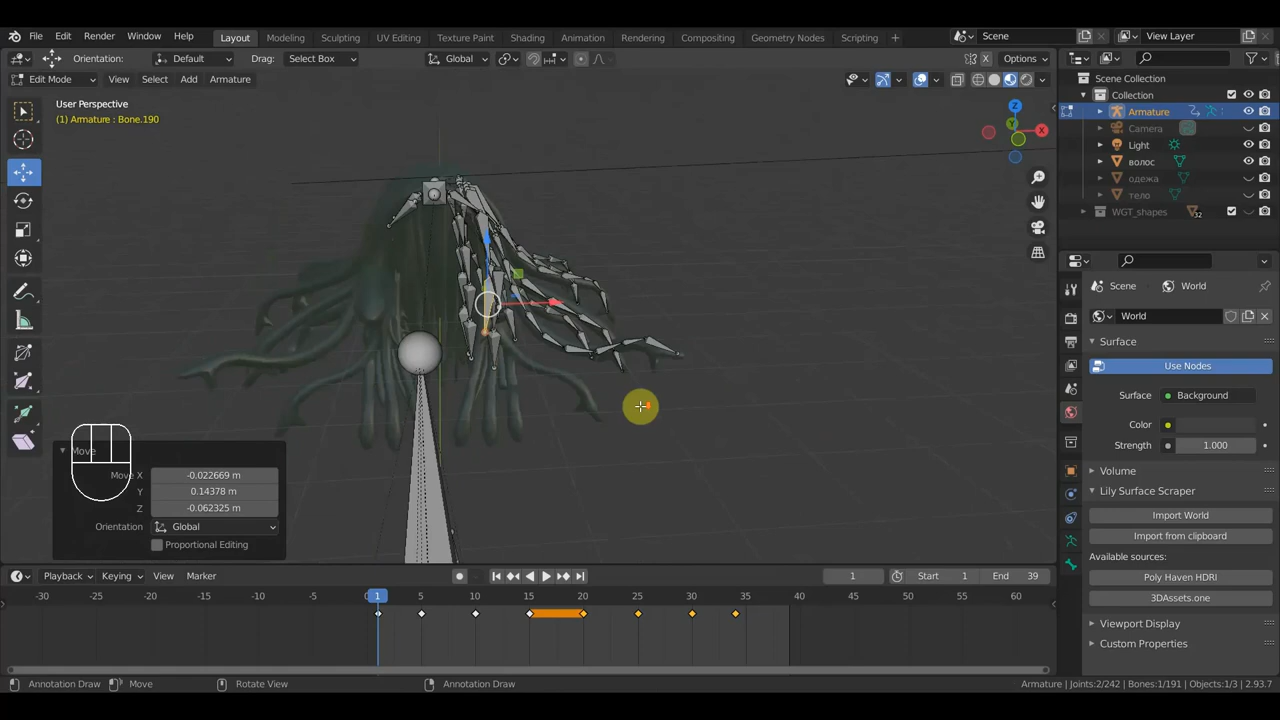 File Edit Render Window Help Layout Modeling Sculpting UV Editing Texture Paint Shading Animation Rendering Compositing Geometry Nodes Scripting + Scene View Layer
Orientation: Default Drag: Select Box Global Options
Edit Mode View Select Add Armature
User Perspective
(1) Armature : Bone.190
Z
Y
X
Scene Collection
Collection
Armature
Camera
Light
волос
одежа
тело
WGT_shapes 32
Scene World
World
Surface
Use Nodes
Surface Background
Color
Strength 1.000
Volume
Lily Surface Scraper
Import World
Import from clipboard
Available sources:
Poly Haven HDRI
3DAssets.one
Viewport Display
Custom Properties
Move
Move X -0.022669 m
Y 0.14378 m
Z -0.062325 m
Orientation Global
Proportional Editing
Playback Keying View Marker 1 Start 1 End 39
-30 -25 -20 -15 -10 -5 1 5 10 15 20 25 30 35 40 45 50 55 60
Annotation Draw Move Rotate View Annotation Draw Armature | Joints:2/242 | Bones:1/191 | Objects:1/3 | 2.93.7